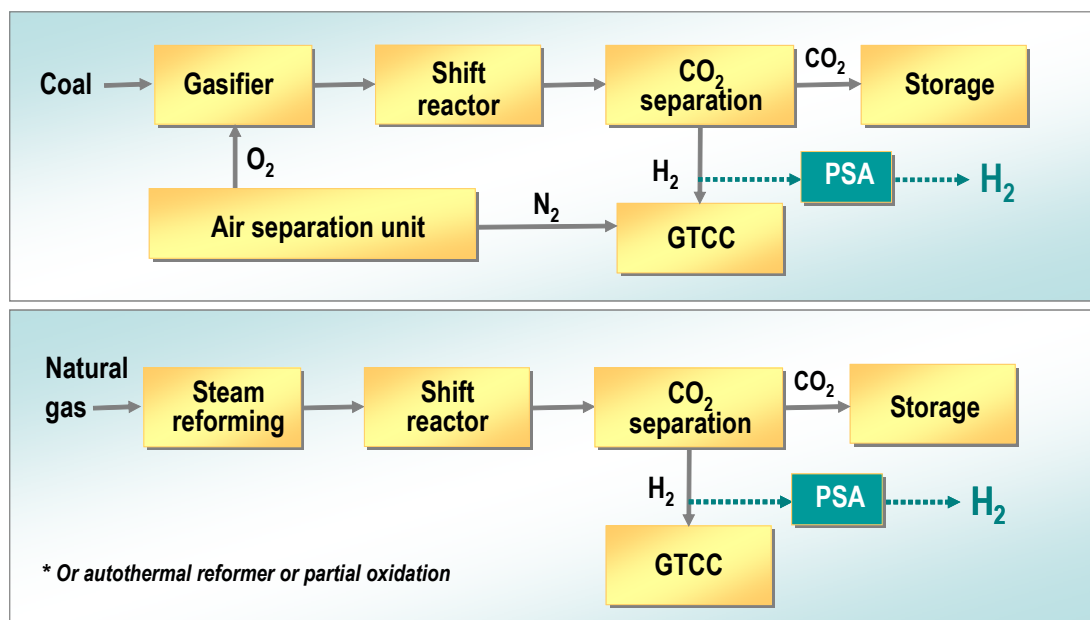 Coal
Gasifier
Shift
reactor
CO₂
separation
CO₂
Storage
O₂
H₂
PSA
H₂
Air separation unit
N₂
GTCC
Natural
gas
Steam
reforming
Shift
reactor
CO₂
separation
CO₂
Storage
H₂
PSA
H₂
GTCC
* Or autothermal reformer or partial oxidation